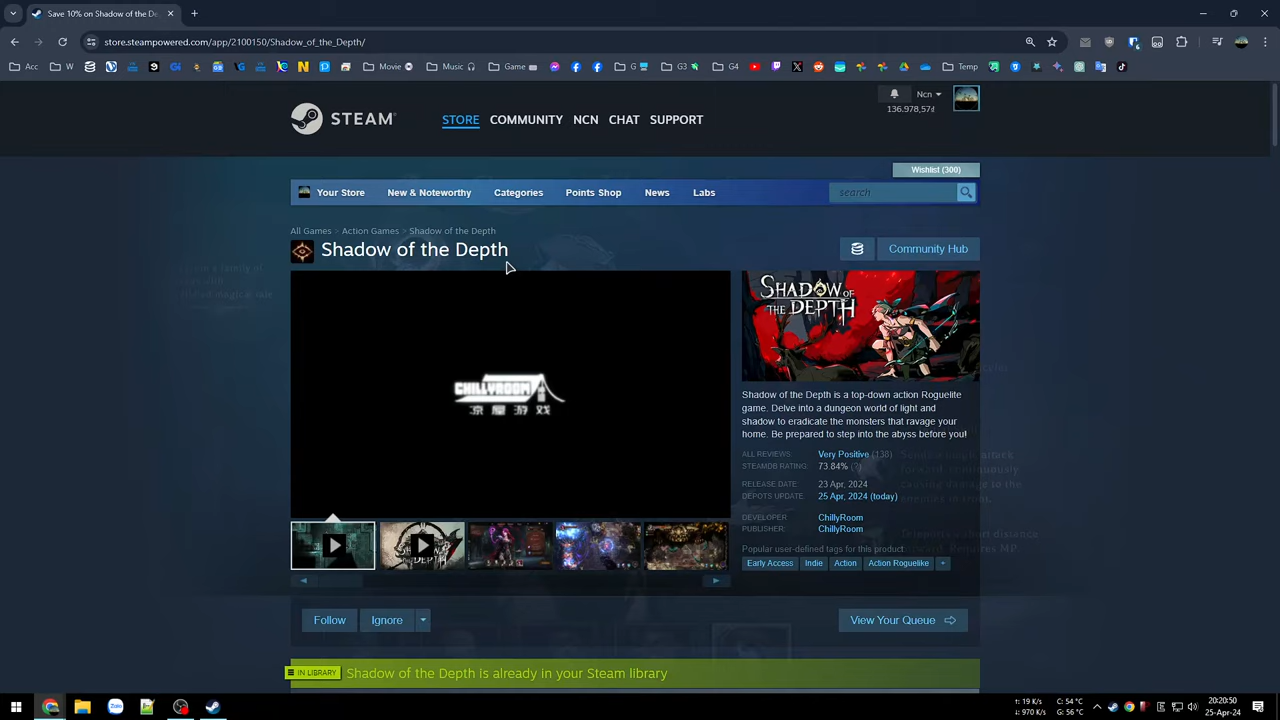 Save 10% on Shadow of the De
store.steampowered.com/app/2100150/Shadow_of_the_Depth/
Acc
W
Movie
Music
Game
G
G3
G4
Temp
STEAM
STORE
COMMUNITY
NCN
CHAT
SUPPORT
Ncn
136.978,57₫
Wishlist (300)
Your Store
New & Noteworthy
Categories
Points Shop
News
Labs
search
All Games > Action Games > Shadow of the Depth
Shadow of the Depth
Community Hub
CHILLYROOM
凉屋游戏
SHADOW OF
THE DEPTH
Shadow of the Depth is a top-down action Roguelite
game. Delve into a dungeon world of light and
shadow to eradicate the monsters that ravage your
home. Be prepared to step into the abyss before you!
ALL REVIEWS: Very Positive (138)
STEAMDB RATING: 73.84% (?)
RELEASE DATE: 23 Apr, 2024
DEPOTS UPDATE: 25 Apr, 2024 (today)
DEVELOPER: ChillyRoom
PUBLISHER: ChillyRoom
Popular user-defined tags for this product:
Early Access
Indie
Action
Action Roguelike
+
Follow
Ignore
View Your Queue
IN LIBRARY
Shadow of the Depth is already in your Steam library
Zalo
↑: 19 K/s
↓: 970 K/s
C: 54 °C
G: 56 °C
20:20:50
25-Apr-24